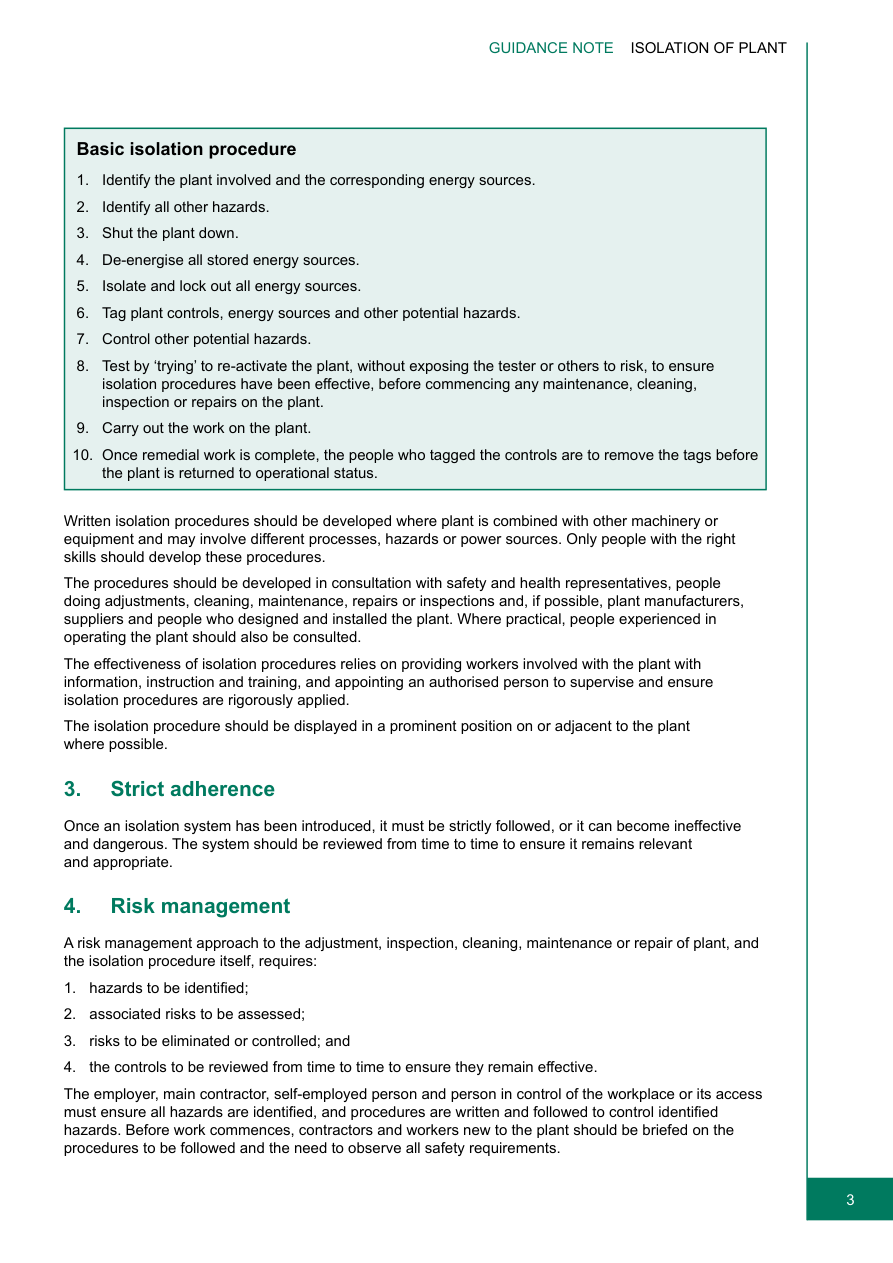 GUIDANCE NOTE ISOLATION OF PLANT
Basic isolation procedure
1. Identify the plant involved and the corresponding energy sources.
2. Identify all other hazards.
3. Shut the plant down.
4. De-energise all stored energy sources.
5. Isolate and lock out all energy sources.
6. Tag plant controls, energy sources and other potential hazards.
7. Control other potential hazards.
8. Test by ‘trying’ to re-activate the plant, without exposing the tester or others to risk, to ensure
isolation procedures have been effective, before commencing any maintenance, cleaning,
inspection or repairs on the plant.
9. Carry out the work on the plant.
10. Once remedial work is complete, the people who tagged the controls are to remove the tags before
the plant is returned to operational status.
Written isolation procedures should be developed where plant is combined with other machinery or
equipment and may involve different processes, hazards or power sources. Only people with the right
skills should develop these procedures.
The procedures should be developed in consultation with safety and health representatives, people
doing adjustments, cleaning, maintenance, repairs or inspections and, if possible, plant manufacturers,
suppliers and people who designed and installed the plant. Where practical, people experienced in
operating the plant should also be consulted.
The effectiveness of isolation procedures relies on providing workers involved with the plant with
information, instruction and training, and appointing an authorised person to supervise and ensure
isolation procedures are rigorously applied.
The isolation procedure should be displayed in a prominent position on or adjacent to the plant
where possible.
3. Strict adherence
Once an isolation system has been introduced, it must be strictly followed, or it can become ineffective
and dangerous. The system should be reviewed from time to time to ensure it remains relevant
and appropriate.
4. Risk management
A risk management approach to the adjustment, inspection, cleaning, maintenance or repair of plant, and
the isolation procedure itself, requires:
1. hazards to be identified;
2. associated risks to be assessed;
3. risks to be eliminated or controlled; and
4. the controls to be reviewed from time to time to ensure they remain effective.
The employer, main contractor, self-employed person and person in control of the workplace or its access
must ensure all hazards are identified, and procedures are written and followed to control identified
hazards. Before work commences, contractors and workers new to the plant should be briefed on the
procedures to be followed and the need to observe all safety requirements.
3